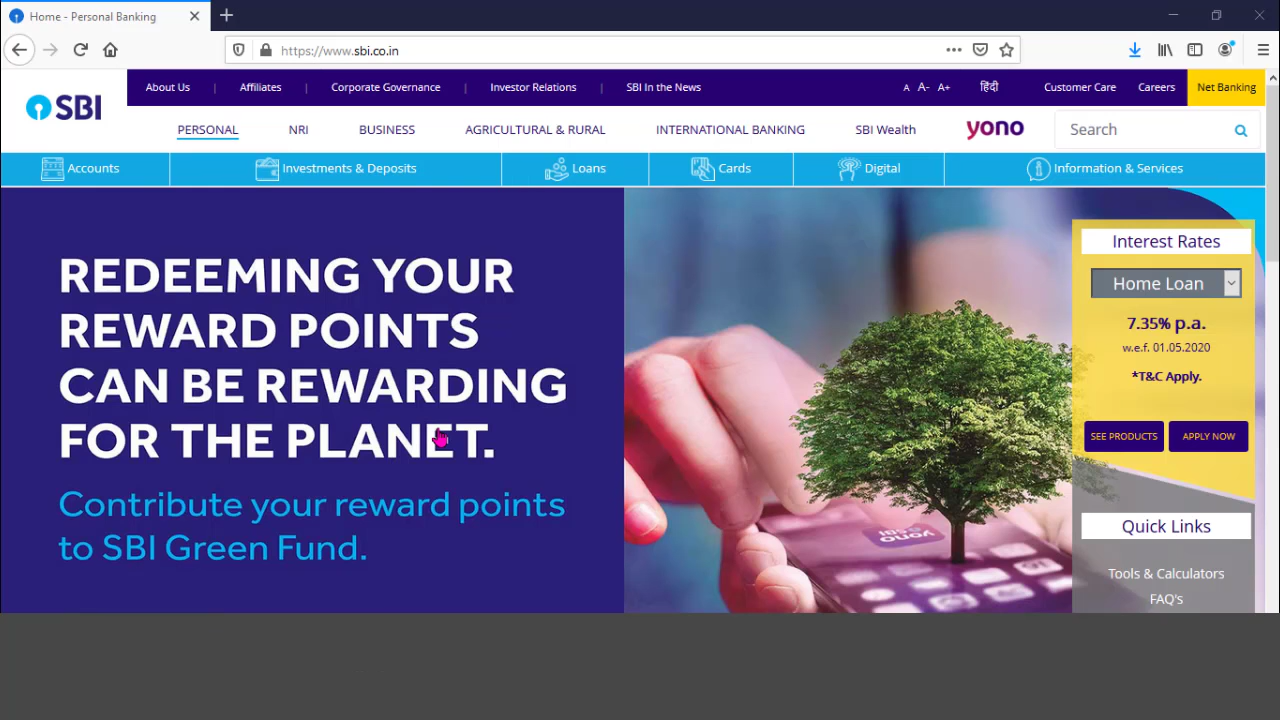 Home - Personal Banking
https://www.sbi.co.in
SBI
About Us | Affiliates | Corporate Governance | Investor Relations | SBI In the News
A A- A+ हिंदी Customer Care Careers Net Banking
PERSONAL NRI BUSINESS AGRICULTURAL & RURAL INTERNATIONAL BANKING SBI Wealth yono Search
Accounts Investments & Deposits Loans Cards Digital Information & Services
REDEEMING YOUR
REWARD POINTS
CAN BE REWARDING
FOR THE PLANET.
Contribute your reward points
to SBI Green Fund.
yono SBI
Interest Rates
Home Loan
7.35% p.a.
w.e.f. 01.05.2020
*T&C Apply.
SEE PRODUCTS APPLY NOW
Quick Links
Tools & Calculators
FAQ's